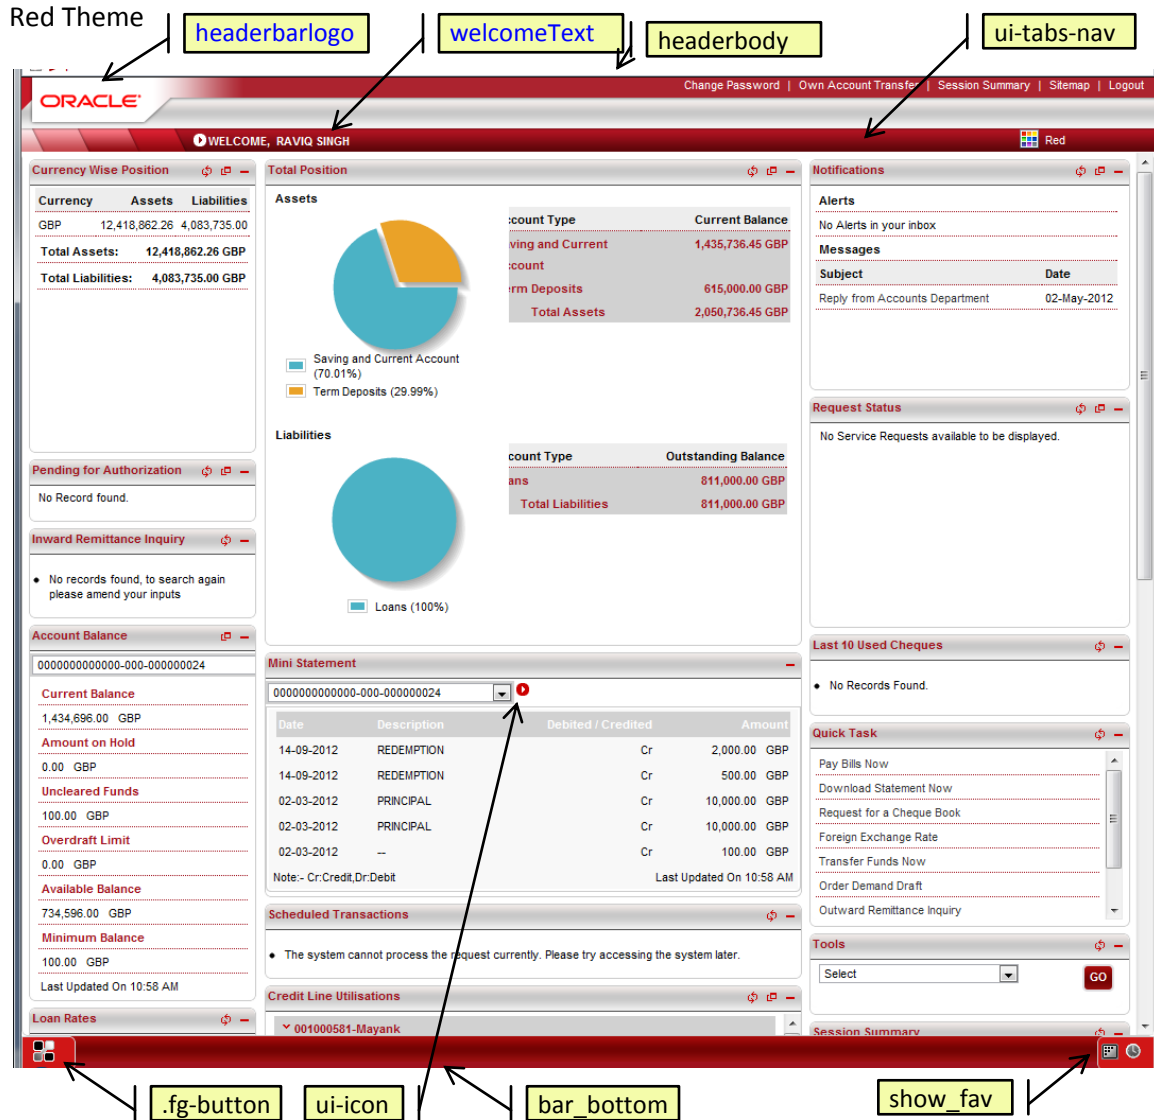 Red Theme
headerbarlogo
welcomeText
headerbody
ui-tabs-nav
Change Password | Own Account Transfer | Session Summary | Sitemap | Logout
ORACLE
WELCOME, RAVIQ SINGH
Red
Currency Wise Position
Currency Assets Liabilities
GBP 12,418,862.26 4,083,735.00
Total Assets: 12,418,862.26 GBP
Total Liabilities: 4,083,735.00 GBP
Pending for Authorization
No Record found.
Inward Remittance Inquiry
No records found, to search again
please amend your inputs
Account Balance
0000000000000-000-000000024
Current Balance
1,434,696.00 GBP
Amount on Hold
0.00 GBP
Uncleared Funds
100.00 GBP
Overdraft Limit
0.00 GBP
Available Balance
734,596.00 GBP
Minimum Balance
100.00 GBP
Last Updated On 10:58 AM
Loan Rates
Total Position
Assets
ccount Type Current Balance
aving and Current 1,435,736.45 GBP
ccount
rm Deposits 615,000.00 GBP
Total Assets 2,050,736.45 GBP
Saving and Current Account
(70.01%)
Term Deposits (29.99%)
Liabilities
count Type Outstanding Balance
ans 811,000.00 GBP
Total Liabilities 811,000.00 GBP
Loans (100%)
Mini Statement
0000000000000-000-000000024
Date Description Debited / Credited Amount
14-09-2012 REDEMPTION Cr 2,000.00 GBP
14-09-2012 REDEMPTION Cr 500.00 GBP
02-03-2012 PRINCIPAL Cr 10,000.00 GBP
02-03-2012 PRINCIPAL Cr 10,000.00 GBP
02-03-2012 -- Cr 100.00 GBP
Note:- Cr:Credit,Dr:Debit Last Updated On 10:58 AM
Scheduled Transactions
The system cannot process the request currently. Please try accessing the system later.
Credit Line Utilisations
001000581-Mayank
Notifications
Alerts
No Alerts in your inbox
Messages
Subject Date
Reply from Accounts Department 02-May-2012
Request Status
No Service Requests available to be displayed.
Last 10 Used Cheques
No Records Found.
Quick Task
Pay Bills Now
Download Statement Now
Request for a Cheque Book
Foreign Exchange Rate
Transfer Funds Now
Order Demand Draft
Outward Remittance Inquiry
Tools
Select GO
Session Summary
.fg-button
ui-icon
bar_bottom
show_fav